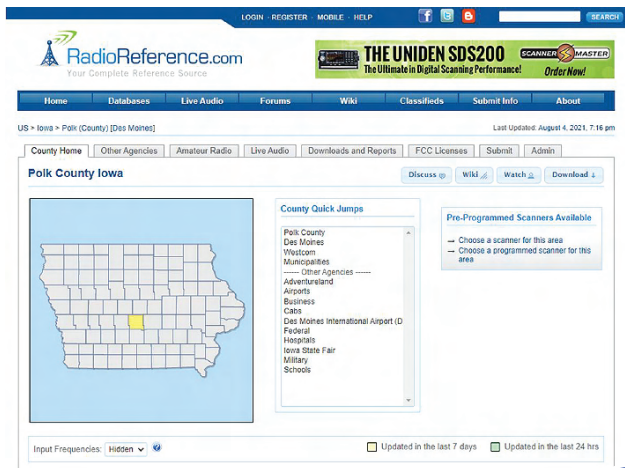 LOGIN · REGISTER · MOBILE · HELP
SEARCH
RadioReference.com
Your Complete Reference Source
THE UNIDEN SDS200
The Ultimate in Digital Scanning Performance!
SCANNER MASTER
Order Now!
Home Databases Live Audio Forums Wiki Classifieds Submit Info About
US > Iowa > Polk (County) [Des Moines]
Last Updated: August 4, 2021, 7:16 pm
County Home Other Agencies Amateur Radio Live Audio Downloads and Reports FCC Licenses Submit Admin
Polk County Iowa
Discuss Wiki Watch Download
County Quick Jumps
Polk County
Des Moines
Westcom
Municipalities
------ Other Agencies ------
Adventureland
Airports
Business
Cabs
Des Moines International Airport (D
Federal
Hospitals
Iowa State Fair
Military
Schools
Pre-Programmed Scanners Available
→ Choose a scanner for this area
→ Choose a programmed scanner for this
area
Input Frequencies: Hidden
Updated in the last 7 days Updated in the last 24 hrs